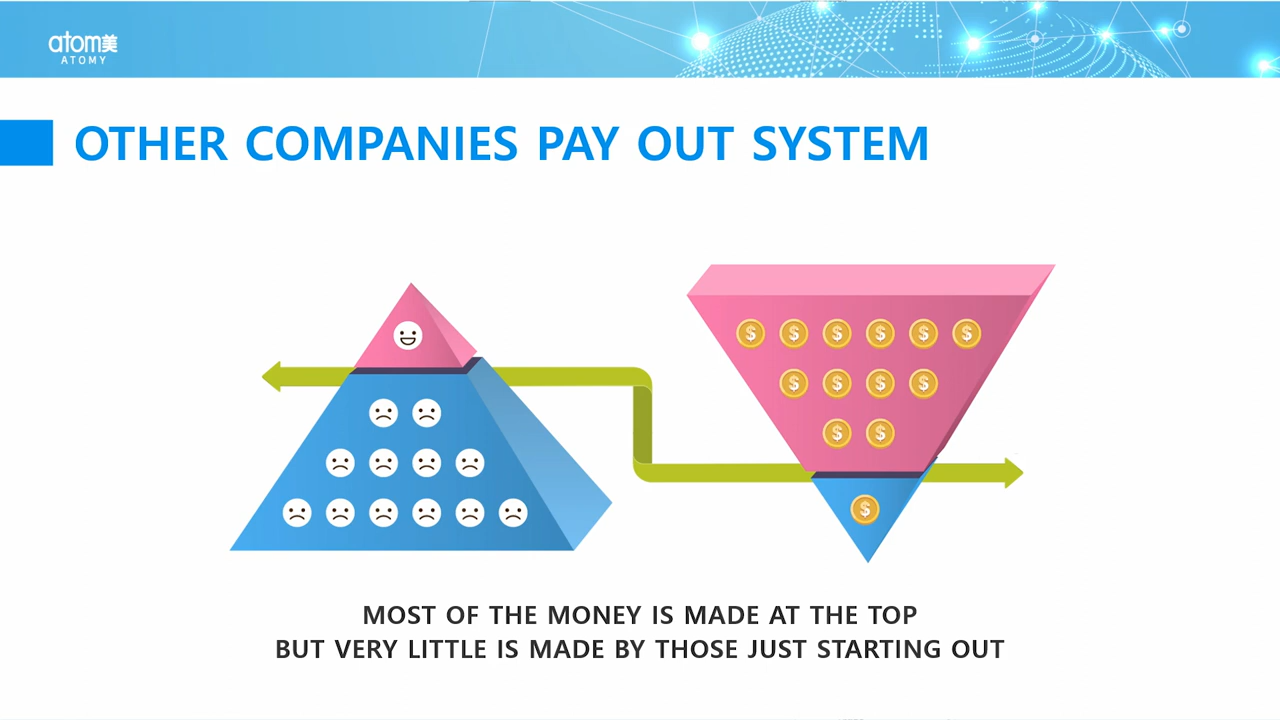 atom美
ATOMY
OTHER COMPANIES PAY OUT SYSTEM
$ $ $ $ $ $
$ $ $ $
$ $
$
MOST OF THE MONEY IS MADE AT THE TOP
BUT VERY LITTLE IS MADE BY THOSE JUST STARTING OUT